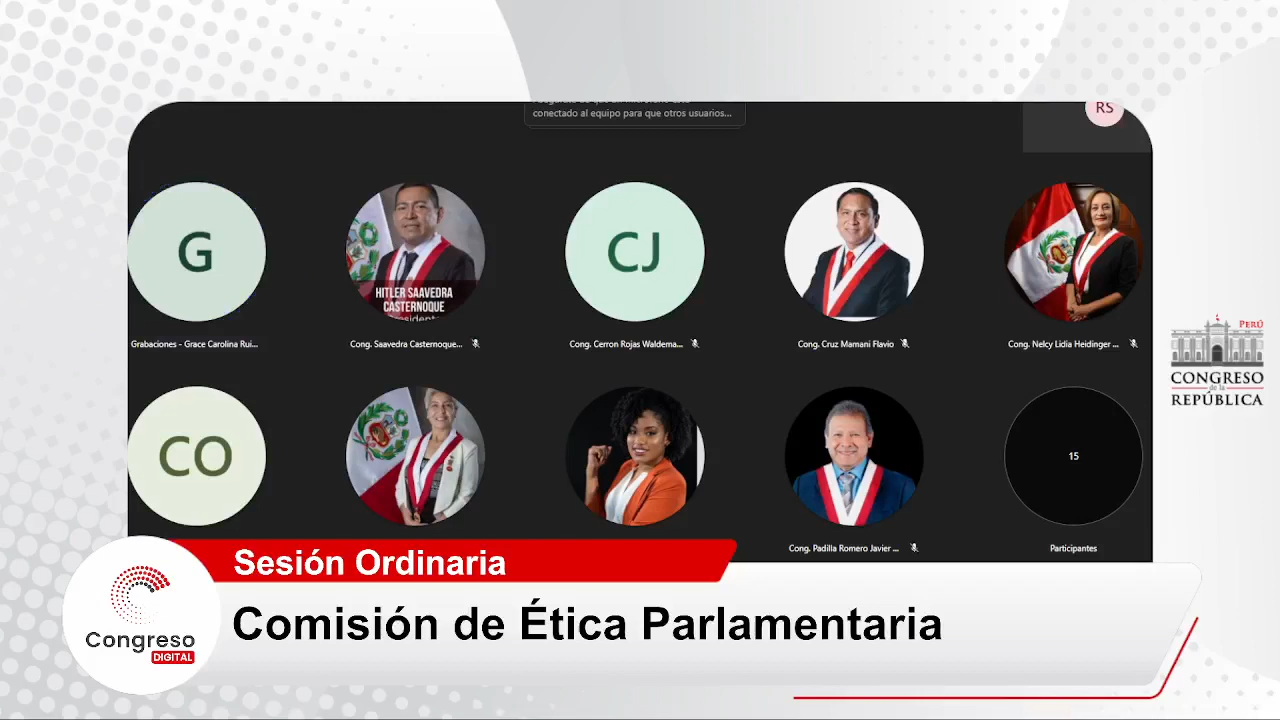 conectado al equipo para que otros usuarios...
RS
G
HITLER SAAVEDRA
CASTERNOQUE
CJ
Grabaciones - Grace Carolina Rui...
Cong. Saavedra Casternoque...
Cong. Cerron Rojas Waldema...
Cong. Cruz Mamani Flavio
Cong. Nelcy Lidia Heidinger ...
PERÚ
CONGRESO
de la
REPÚBLICA
CO
15
Cong. Padilla Romero Javier ...
Participantes
Sesión Ordinaria
Comisión de Ética Parlamentaria
Congreso
DIGITAL